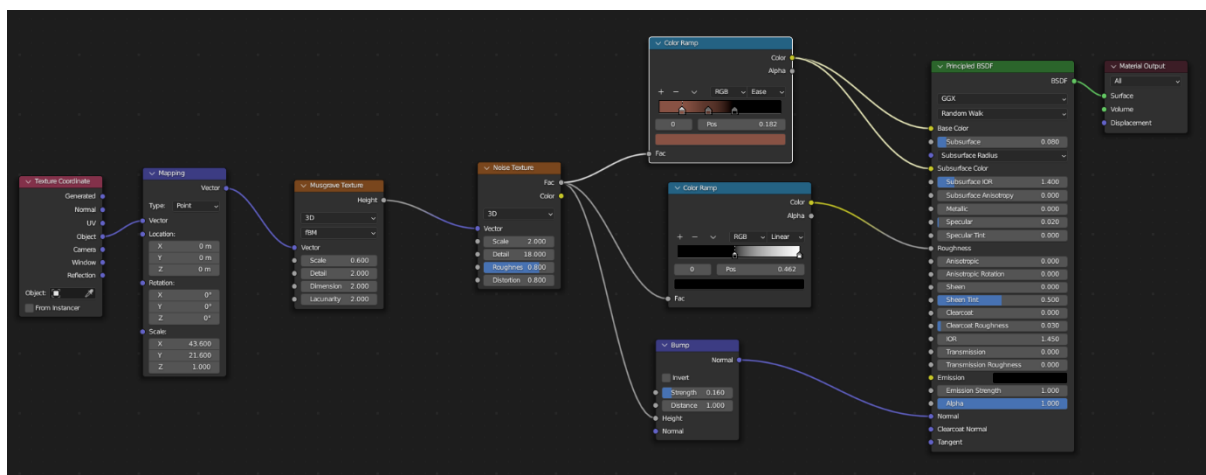 Texture Coordinate
Generated
Normal
UV
Object
Camera
Window
Reflection
Object:
From Instancer
Mapping
Vector
Type: Point
Vector
Location:
X 0 m
Y 0 m
Z 0 m
Rotation:
X 0°
Y 0°
Z 0°
Scale:
X 43.600
Y 21.600
Z 1.000
Musgrave Texture
Height
3D
fBM
Vector
Scale 0.600
Detail 2.000
Dimension 2.000
Lacunarity 2.000
Noise Texture
Fac
Color
3D
Vector
Scale 2.000
Detail 18.000
Roughnes 0.800
Distortion 0.800
Color Ramp
Color
Alpha
RGB Ease
0 Pos 0.182
Fac
Color Ramp
Color
Alpha
RGB Linear
0 Pos 0.462
Fac
Bump
Normal
Invert
Strength 0.160
Distance 1.000
Height
Normal
Principled BSDF
BSDF
GGX
Random Walk
Base Color
Subsurface 0.080
Subsurface Radius
Subsurface Color
Subsurface IOR 1.400
Subsurface Anisotropy 0.000
Metallic 0.000
Specular 0.020
Specular Tint 0.000
Roughness
Anisotropic 0.000
Anisotropic Rotation 0.000
Sheen 0.000
Sheen Tint 0.500
Clearcoat 0.000
Clearcoat Roughness 0.030
IOR 1.450
Transmission 0.000
Transmission Roughness 0.000
Emission
Emission Strength 1.000
Alpha 1.000
Normal
Clearcoat Normal
Tangent
Material Output
All
Surface
Volume
Displacement